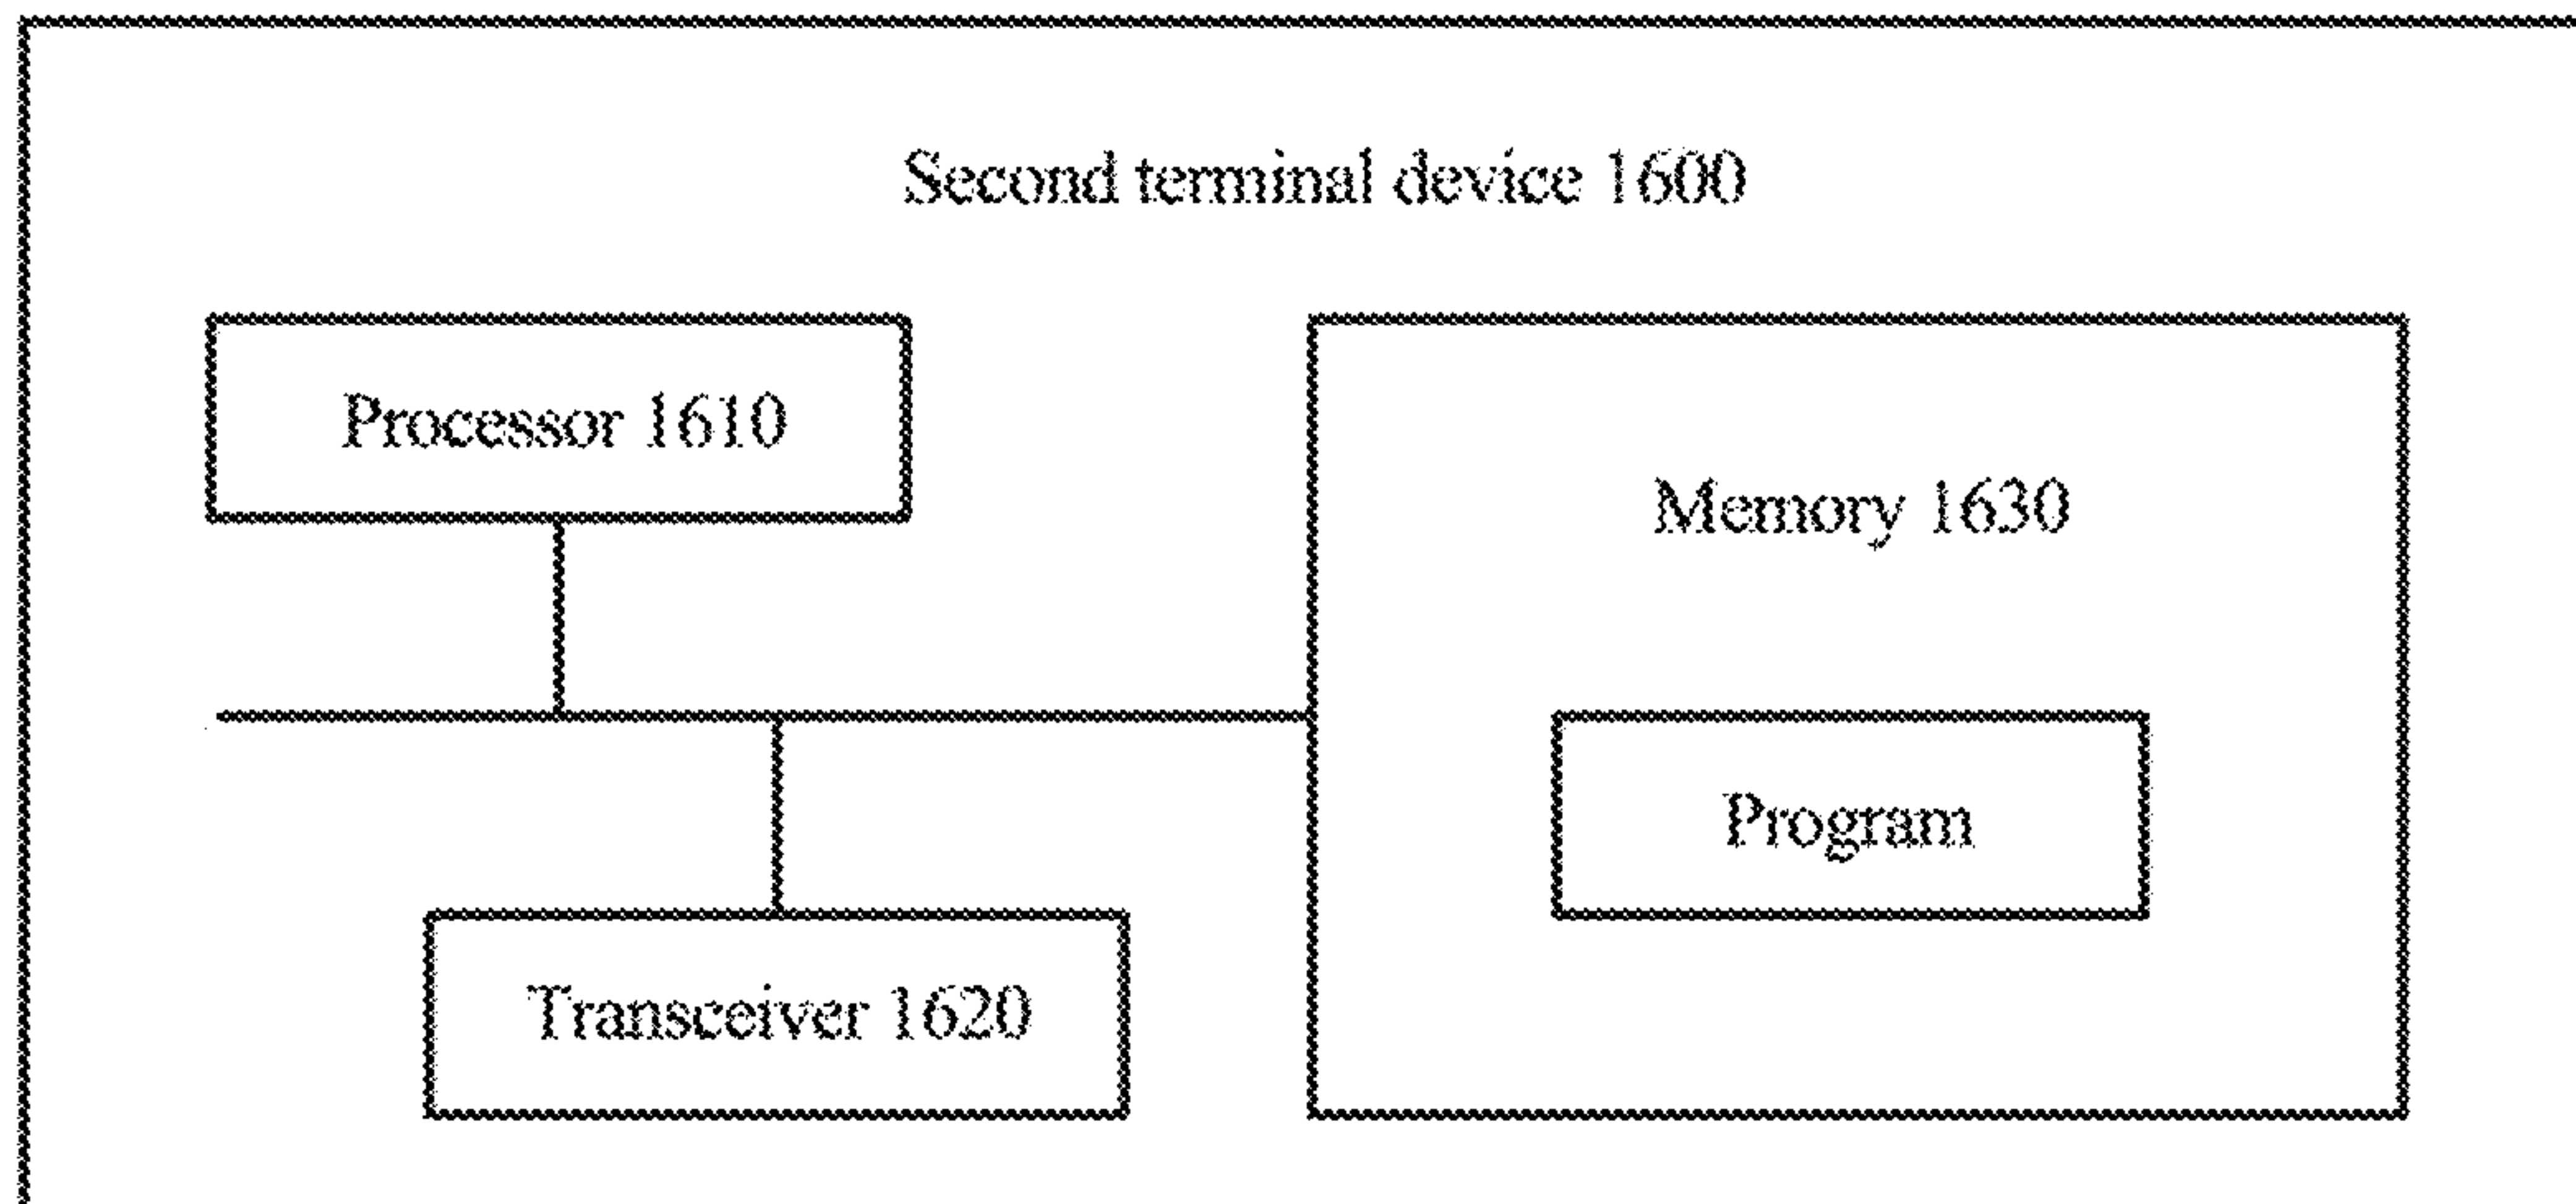 Second terminal device 1600
Processor 1610
Memory 1630
Program
Transceiver 1620